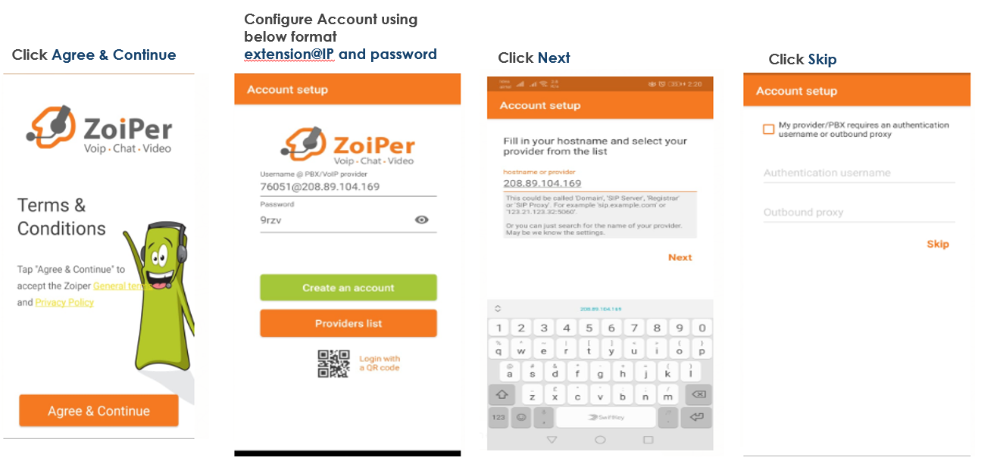 Click Agree & Continue
ZoiPer
Voip · Chat · Video
Terms &
Conditions
Tap "Agree & Continue" to
accept the Zoiper General terms
and Privacy Policy
Agree & Continue
Configure Account using
below format
extension@IP and password
Account setup
ZoiPer
Voip · Chat · Video
Username @ PBX/VoIP provider
76051@208.89.104.169
Password
9rzv
Create an account
Providers list
Login with
a QR code
Click Next
2:20
Account setup
Fill in your hostname and select your
provider from the list
hostname or provider
208.89.104.169
This could be called 'Domain', 'SIP Server', 'Registrar'
or 'SIP Proxy'. For example 'sip.example.com' or
'123.21.123.32:5060'.
Or you can just search for the name of your provider.
May be we know the settings.
Next
208.89.104.169
1 2 3 4 5 6 7 8 9 0
q w e r t y u i o p
a s d f g h j k l
z x c v b n m
123 SwiftKey
Click Skip
Account setup
My provider/PBX requires an authentication
username or outbound proxy
Authentication username
Outbound proxy
Skip